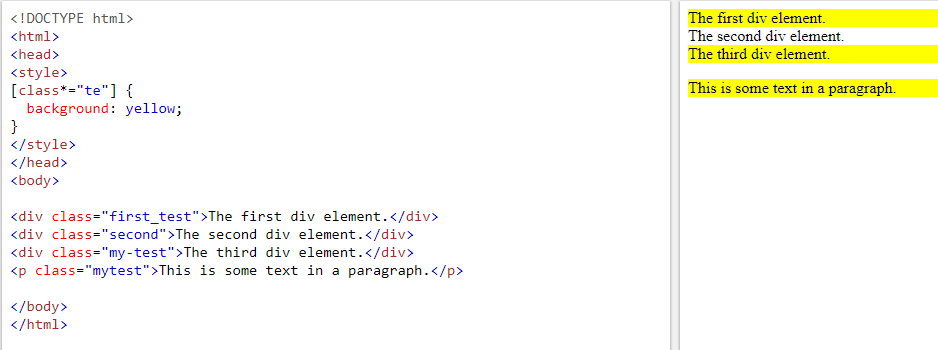 <!DOCTYPE html>
<html>
<head>
<style>
[class*="te"] {
  background: yellow;
}
</style>
</head>
<body>

<div class="first_test">The first div element.</div>
<div class="second">The second div element.</div>
<div class="my-test">The third div element.</div>
<p class="mytest">This is some text in a paragraph.</p>

</body>
</html>
The first div element.
The second div element.
The third div element.
This is some text in a paragraph.